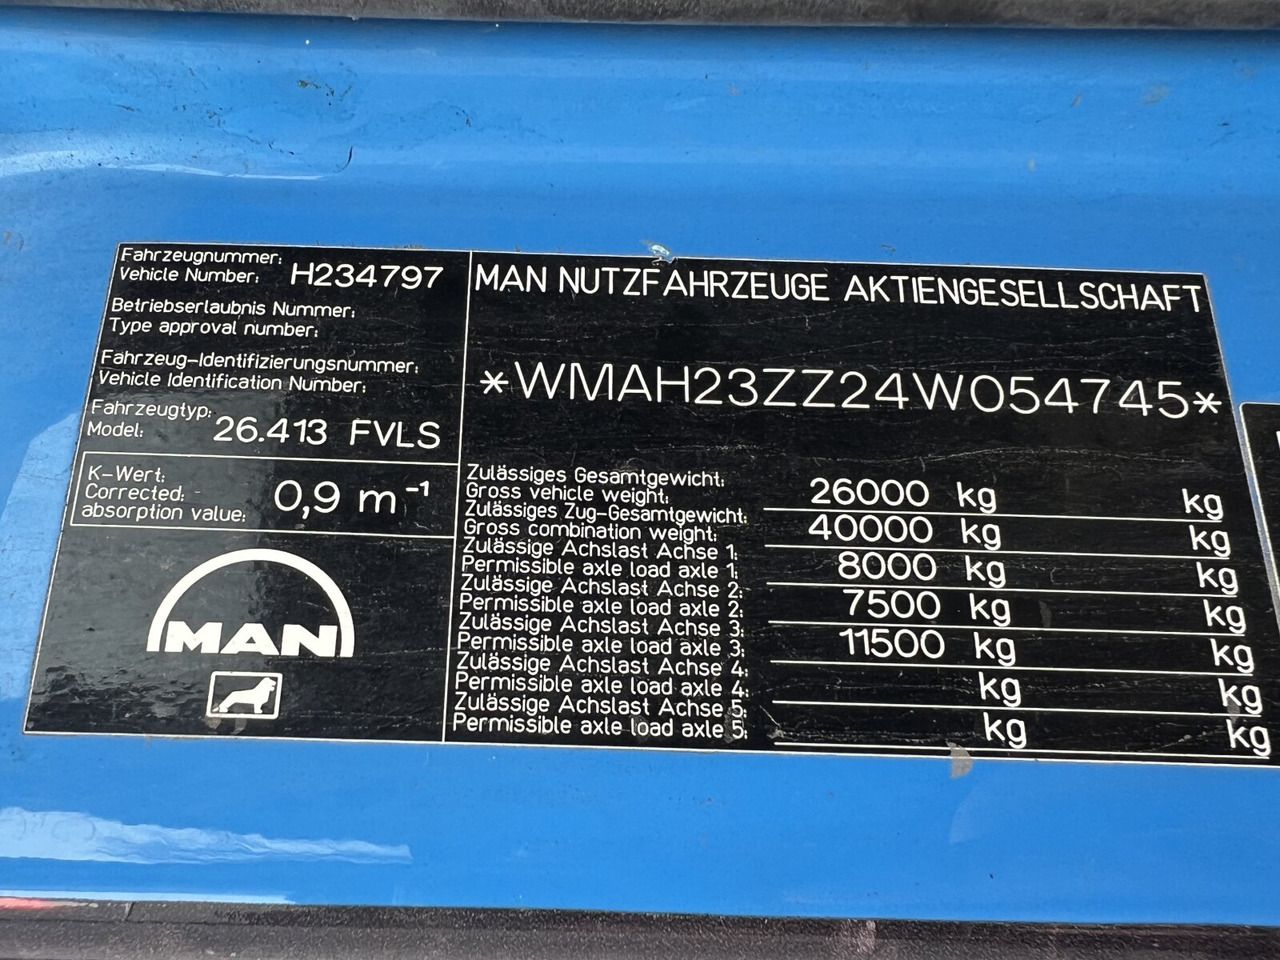 Fahrzeugnummer:
Vehicle Number: H234797
Betriebserlaubnis Nummer:
Type approval number:
Fahrzeug-Identifizierungsnummer:
Vehicle Identification Number:
Fahrzeugtyp:
Model: 26.413 FVLS
K-Wert:
Corrected:
absorption value: 0,9 m⁻¹
MAN
MAN NUTZFAHRZEUGE AKTIENGESELLSCHAFT
*WMAH23ZZ24W054745*
Zulässiges Gesamtgewicht:
Gross vehicle weight: 26000 kg kg
Zulässiges Zug-Gesamtgewicht:
Gross combination weight: 40000 kg kg
Zulässige Achslast Achse 1:
Permissible axle load axle 1: 8000 kg kg
Zulässige Achslast Achse 2:
Permissible axle load axle 2: 7500 kg kg
Zulässige Achslast Achse 3:
Permissible axle load axle 3: 11500 kg kg
Zulässige Achslast Achse 4:
Permissible axle load axle 4: kg kg
Zulässige Achslast Achse 5:
Permissible axle load axle 5: kg kg